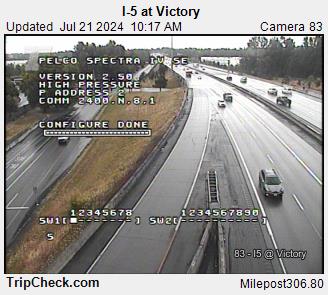 I-5 at Victory
Updated Jul 21 2024 10:17 AM Camera 83
PELCO SPECTRA IV SE
VERSION 2.50
HIGH PRESSURE
P ADDRESS 2
COMM 2400,N,8,1
CONFIGURE DONE
12345678 1234567890
SW1[ ] SW2[ ]
S
83 - I5 @ Victory
TripCheck.com Milepost306.80